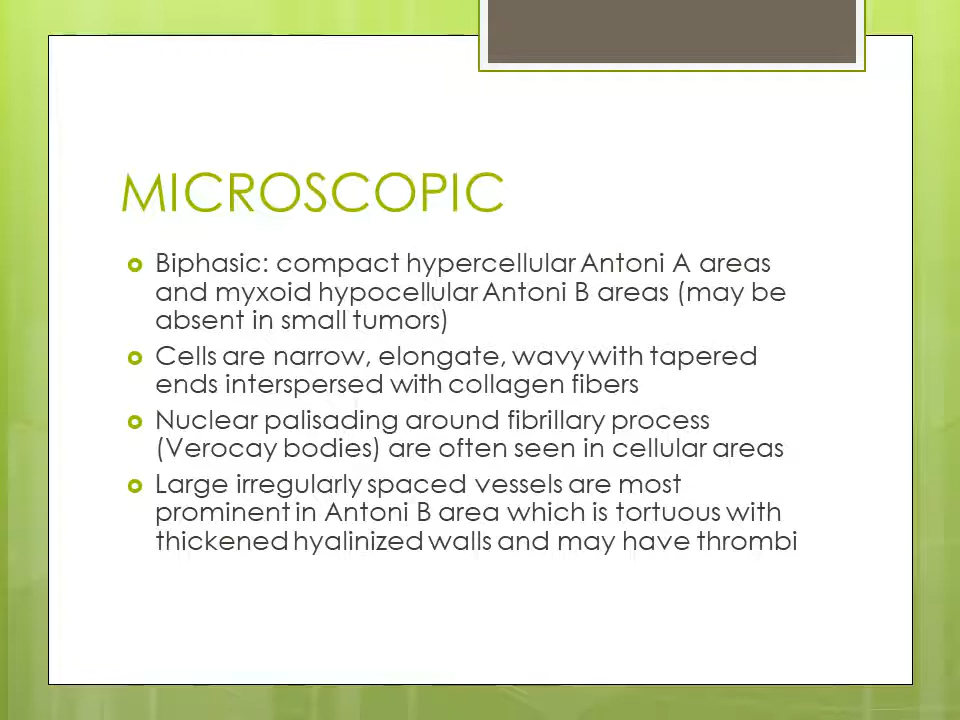 MICROSCOPIC
Biphasic: compact hypercellular Antoni A areas
and myxoid hypocellular Antoni B areas (may be
absent in small tumors)
Cells are narrow, elongate, wavy with tapered
ends interspersed with collagen fibers
Nuclear palisading around fibrillary process
(Verocay bodies) are often seen in cellular areas
Large irregularly spaced vessels are most
prominent in Antoni B area which is tortuous with
thickened hyalinized walls and may have thrombi